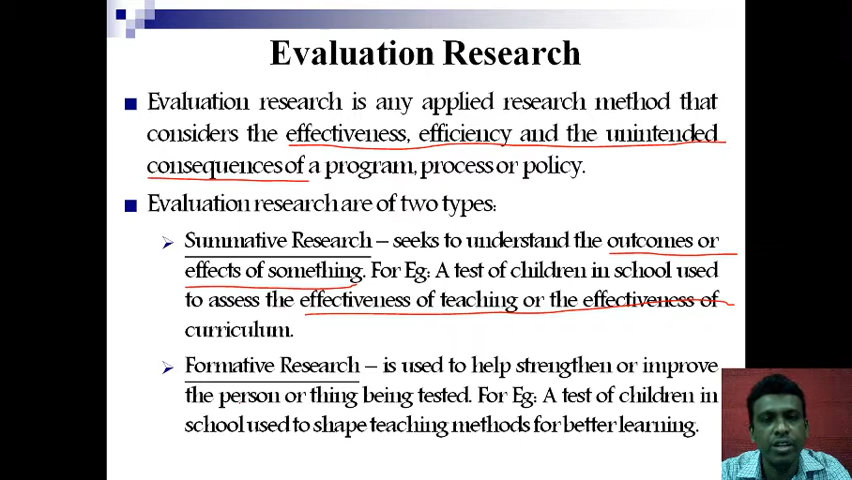 Evaluation Research
Evaluation research is any applied research method that
considers the effectiveness, efficiency and the unintended
consequences of a program, process or policy.
Evaluation research are of two types:
Summative Research – seeks to understand the outcomes or
effects of something. For Eg: A test of children in school used
to assess the effectiveness of teaching or the effectiveness of
curriculum.
Formative Research – is used to help strengthen or improve
the person or thing being tested. For Eg: A test of children in
school used to shape teaching methods for better learning.